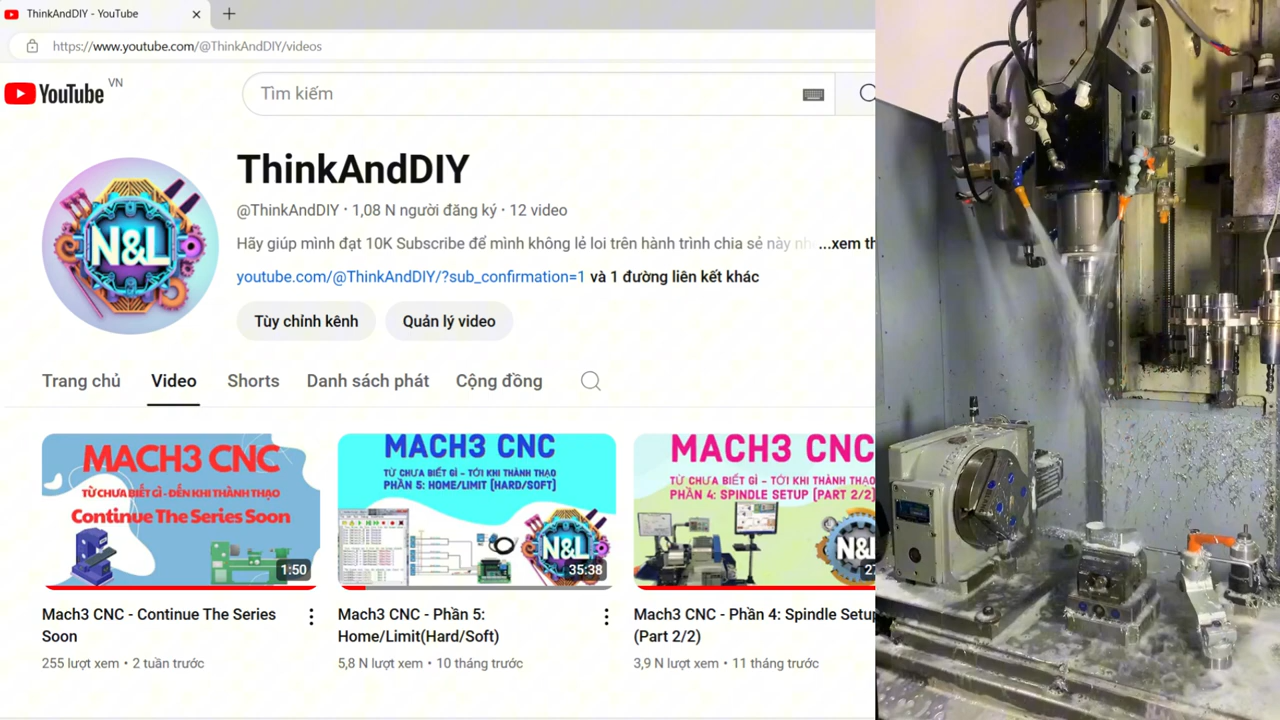 ThinkAndDIY - YouTube
https://www.youtube.com/@ThinkAndDIY/videos
YouTube VN
Tìm kiếm
ThinkAndDIY
@ThinkAndDIY · 1,08 N người đăng ký · 12 video
Hãy giúp mình đạt 10K Subscribe để mình không lẻ loi trên hành trình chia sẻ này ...xem th
youtube.com/@ThinkAndDIY/?sub_confirmation=1 và 1 đường liên kết khác
Tùy chỉnh kênh
Quản lý video
N&L
Trang chủ
Video
Shorts
Danh sách phát
Cộng đồng
MACH3 CNC
TỪ CHƯA BIẾT GÌ - ĐẾN KHI THÀNH THẠO
Continue The Series Soon
1:50
Mach3 CNC - Continue The Series
Soon
255 lượt xem · 2 tuần trước
MACH3 CNC
TỪ CHƯA BIẾT GÌ - TỚI KHI THÀNH THẠO
PHẦN 5: HOME/LIMIT (HARD/SOFT)
N&L
35:38
Mach3 CNC - Phần 5:
Home/Limit(Hard/Soft)
5,8 N lượt xem · 10 tháng trước
MACH3 CNC
TỪ CHƯA BIẾT GÌ - TỚI KHI THÀNH THẠO
PHẦN 4: SPINDLE SETUP (PART 2/2)
N&L
27
Mach3 CNC - Phần 4: Spindle Setup
(Part 2/2)
3,9 N lượt xem · 11 tháng trước